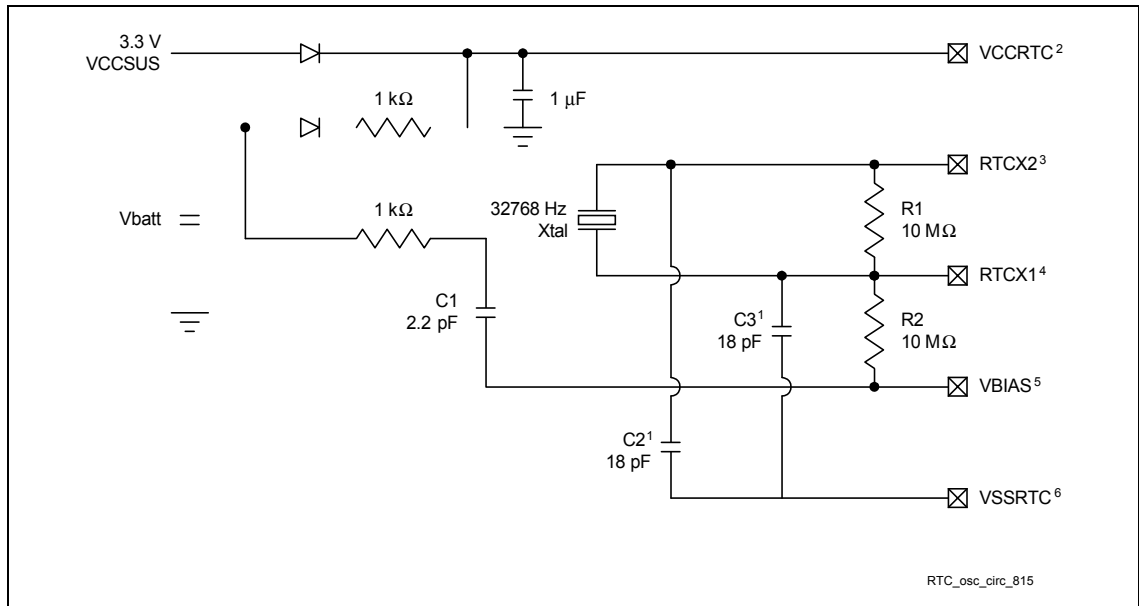 3.3 V
VCCSUS
VCCRTC ²
1 kΩ
1 μF
RTCX2 ³
Vbatt
1 kΩ
32768 Hz
Xtal
R1
10 MΩ
RTCX1 ⁴
C1
2.2 pF
C3 ¹
18 pF
R2
10 MΩ
VBIAS ⁵
C2 ¹
18 pF
VSSRTC ⁶
RTC_osc_circ_815